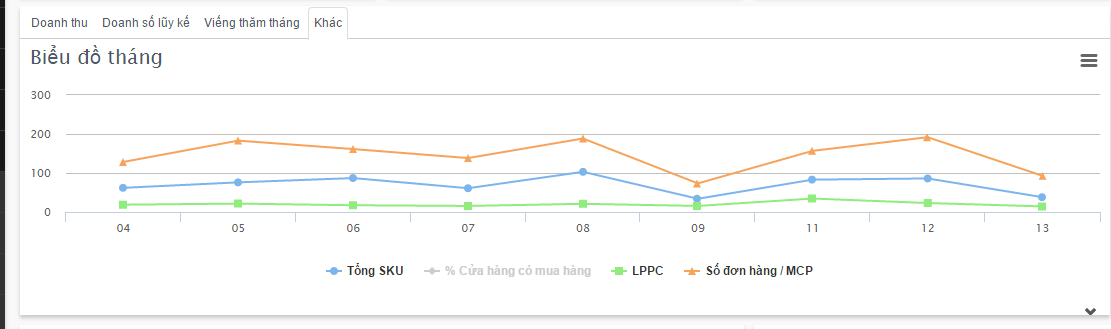 Doanh thu Doanh số lũy kế Viếng thăm tháng Khác
Biểu đồ tháng
300
200
100
0
04 05 06 07 08 09 11 12 13
Tổng SKU % Cửa hàng có mua hàng LPPC Số đơn hàng / MCP